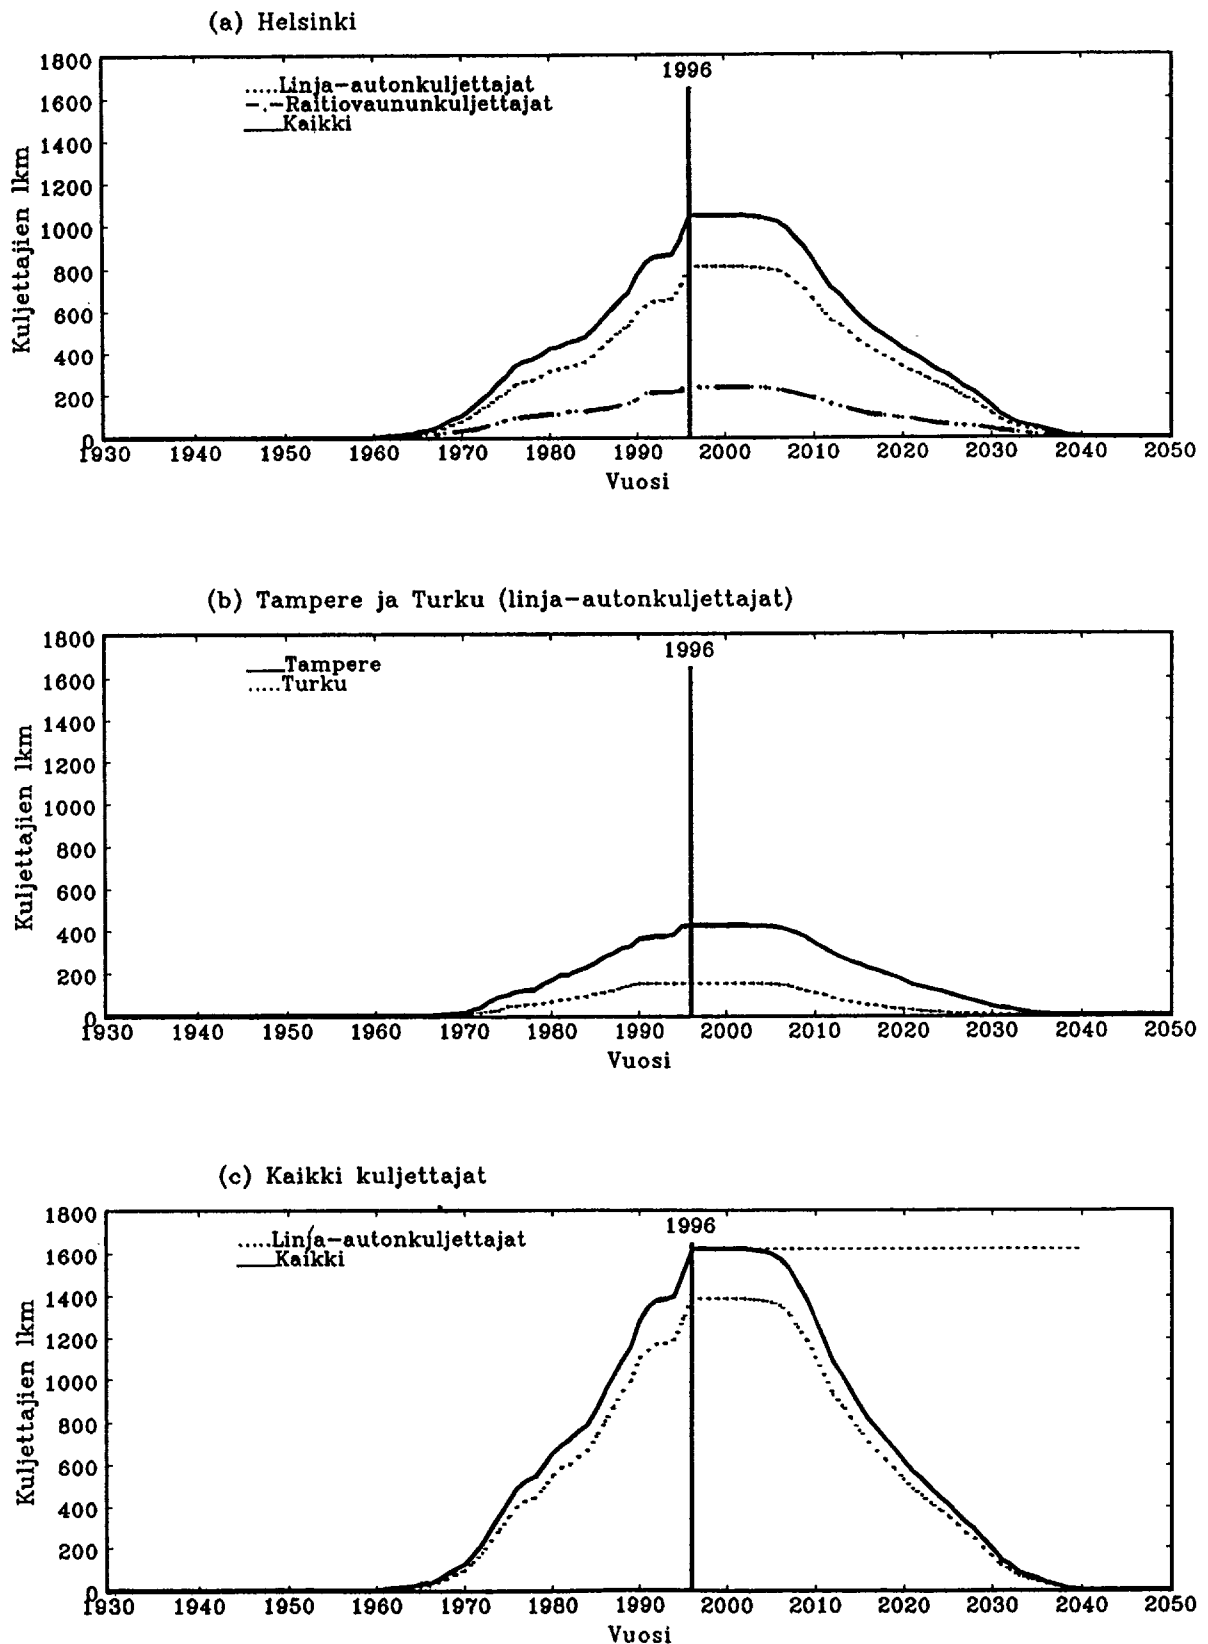 (a) Helsinki
1800
1600
1400
1200
1000
800
600
400
200
0
Kuljettajien lkm
.....Linja-autonkuljettajat
-.-Raitiovaununkuljettajat
___Kaikki
1996
1930 1940 1950 1960 1970 1980 1990 2000 2010 2020 2030 2040 2050
Vuosi
(b) Tampere ja Turku (linja-autonkuljettajat)
1800
1600
1400
1200
1000
800
600
400
200
0
Kuljettajien lkm
___Tampere
.....Turku
1996
1930 1940 1950 1960 1970 1980 1990 2000 2010 2020 2030 2040 2050
Vuosi
(c) Kaikki kuljettajat
1800
1600
1400
1200
1000
800
600
400
200
0
Kuljettajien lkm
.....Linja-autonkuljettajat
___Kaikki
1996
1930 1940 1950 1960 1970 1980 1990 2000 2010 2020 2030 2040 2050
Vuosi